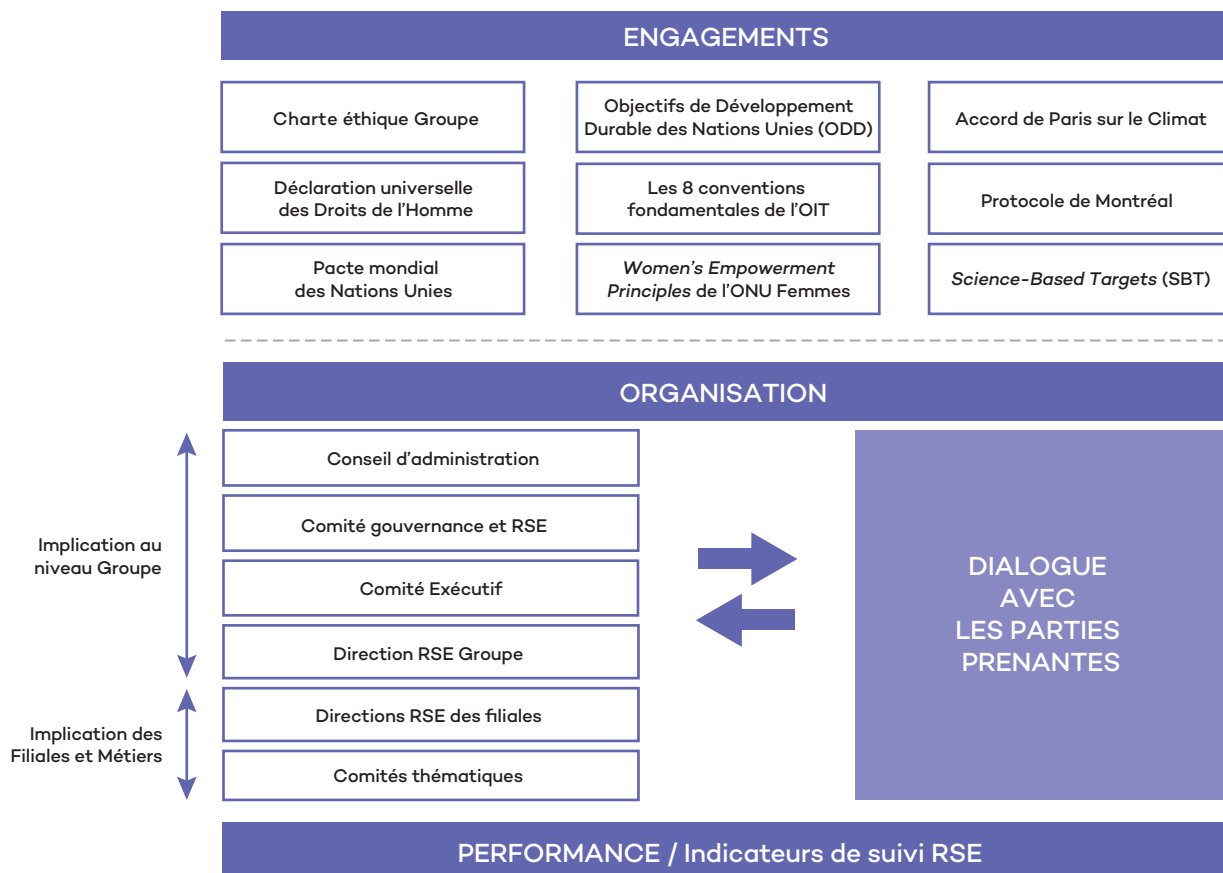 ENGAGEMENTS
Charte éthique Groupe
Objectifs de Développement
Durable des Nations Unies (ODD)
Accord de Paris sur le Climat
Déclaration universelle
des Droits de l'Homme
Les 8 conventions
fondamentales de l'OIT
Protocole de Montréal
Pacte mondial
des Nations Unies
Women's Empowerment
Principles de l'ONU Femmes
Science-Based Targets (SBT)
ORGANISATION
Implication au
niveau Groupe
Conseil d'administration
Comité gouvernance et RSE
Comité Exécutif
Direction RSE Groupe
Implication des
Filiales et Métiers
Directions RSE des filiales
Comités thématiques
DIALOGUE
AVEC
LES PARTIES
PRENANTES
PERFORMANCE / Indicateurs de suivi RSE